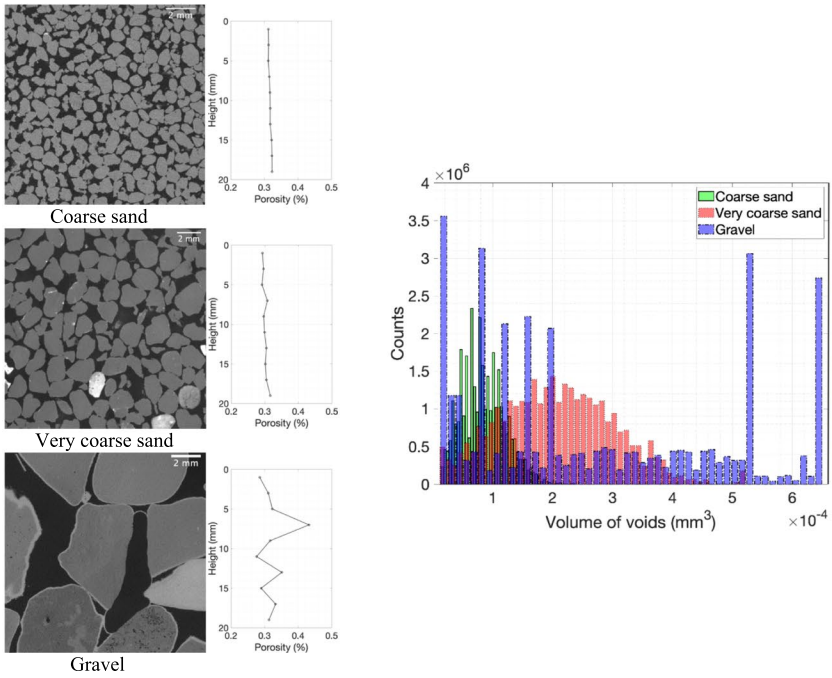 2 mm
0
5
10
15
20
Height (mm)
0.2 0.3 0.4 0.5
Porosity (%)
Coarse sand
2 mm
0
5
10
15
20
Height (mm)
0.2 0.3 0.4 0.5
Porosity (%)
Very coarse sand
2 mm
0
5
10
15
20
Height (mm)
0.2 0.3 0.4 0.5
Porosity (%)
Gravel
×10⁶
4
3.5
3
2.5
2
1.5
1
0.5
0
Counts
Coarse sand
Very coarse sand
Gravel
1 2 3 4 5 6
Volume of voids (mm³)
×10⁻⁴